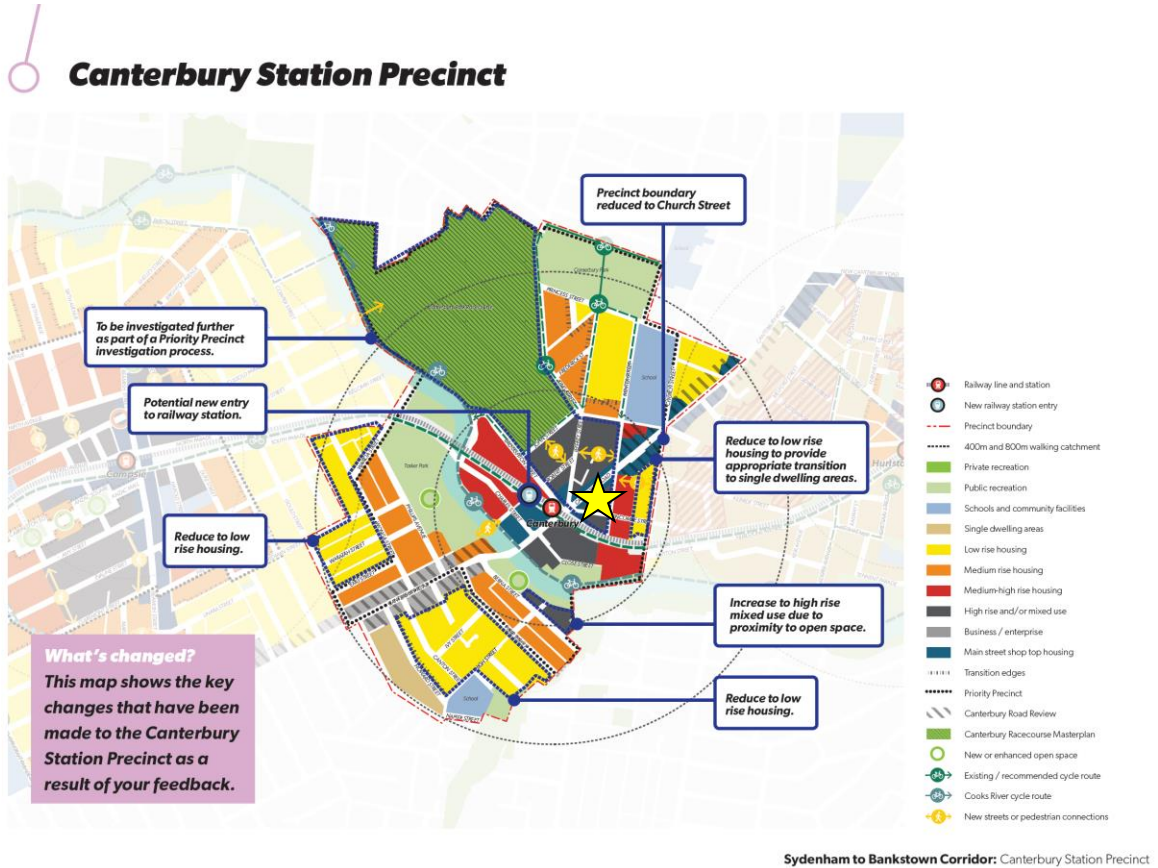 Canterbury Station Precinct
Precinct boundary
reduced to Church Street
To be investigated further
as part of a Priority Precinct
investigation process.
Potential new entry
to railway station.
Reduce to low rise
housing to provide
appropriate transition
to single dwelling areas.
Reduce to low
rise housing.
Increase to high rise
mixed use due to
proximity to open space.
Reduce to low
rise housing.
What's changed?
This map shows the key
changes that have been
made to the Canterbury
Station Precinct as a
result of your feedback.
Canterbury Park
PRINCESS STREET
School
Tasker Park
Canterbury
Campsie
School
Railway line and station
New railway station entry
Precinct boundary
400m and 800m walking catchment
Private recreation
Public recreation
Schools and community facilities
Single dwelling areas
Low rise housing
Medium rise housing
Medium-high rise housing
High rise and/or mixed use
Business / enterprise
Main street shop top housing
Transition edges
Priority Precinct
Canterbury Road Review
Canterbury Racecourse Masterplan
New or enhanced open space
Existing / recommended cycle route
Cooks River cycle route
New streets or pedestrian connections
Sydenham to Bankstown Corridor: Canterbury Station Precinct